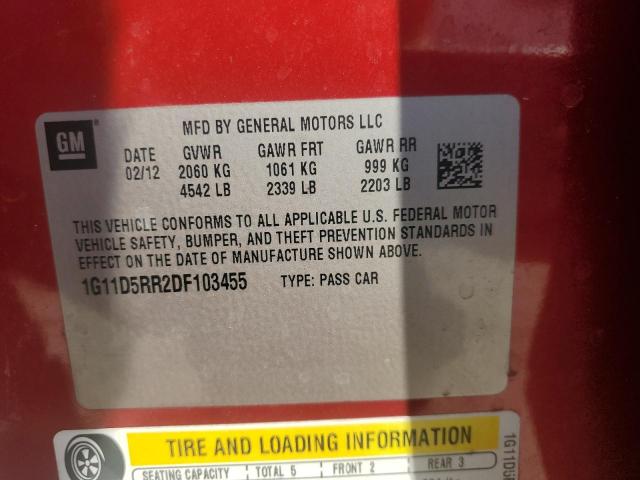 GM® MFD BY GENERAL MOTORS LLC
DATE GVWR GAWR FRT GAWR RR
02/12 2060 KG 1061 KG 999 KG
4542 LB 2339 LB 2203 LB
THIS VEHICLE CONFORMS TO ALL APPLICABLE U.S. FEDERAL MOTOR
VEHICLE SAFETY, BUMPER, AND THEFT PREVENTION STANDARDS IN
EFFECT ON THE DATE OF MANUFACTURE SHOWN ABOVE.
1G11D5RR2DF103455 TYPE: PASS CAR
TIRE AND LOADING INFORMATION
SEATING CAPACITY TOTAL 5 FRONT 2 REAR 3
1G11D5